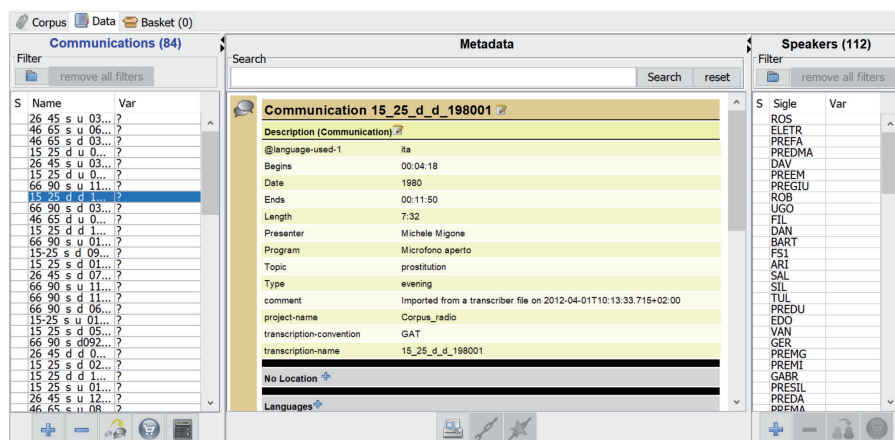 Corpus Data Basket (0)
Communications (84)
Filter
remove all filters
S Name Var
26 45 s u 03... ?
46 65 s u 06... ?
46 65 s d 03... ?
15 25 d u 0... ?
26 45 s u 03... ?
15 25 d u 0... ?
66 90 s u 11... ?
15 25 d d 1... ?
66 90 s d 03... ?
46 65 d u 0... ?
15 25 d d 1... ?
66 90 s u 01... ?
15-25 s d 09... ?
15 25 s d 01... ?
26 45 s d 07... ?
66 90 s u 11... ?
66 90 s d 11... ?
66 90 s d 06... ?
15-25 s u 01... ?
15 25 s d 05... ?
66 90 s d092... ?
26 45 d d 0... ?
15 25 s d 02... ?
15 25 d d 1... ?
15 25 s u 01... ?
26 45 s u 12... ?
46 65 s u 08... ?
Metadata
Search
Search reset
Communication 15_25_d_d_198001
Description (Communication)
@language-used-1 ita
Begins 00:04:18
Date 1980
Ends 00:11:50
Length 7:32
Presenter Michele Migone
Program Microfono aperto
Topic prostitution
Type evening
comment Imported from a transcriber file on 2012-04-01T10:13:33.715+02:00
project-name Corpus_radio
transcription-convention GAT
transcription-name 15_25_d_d_198001
No Location
Languages
Speakers (112)
Filter
remove all filters
S Sigle Var
ROS
ELETR
PREFA
PREDMA
DAV
PREEM
PREGIU
ROB
UGO
FIL
DAN
BART
FS1
ARI
SAL
SIL
TUL
PREDU
EDO
VAN
GER
PREMG
PREMI
GABR
PRESIL
PREDA
PREMA